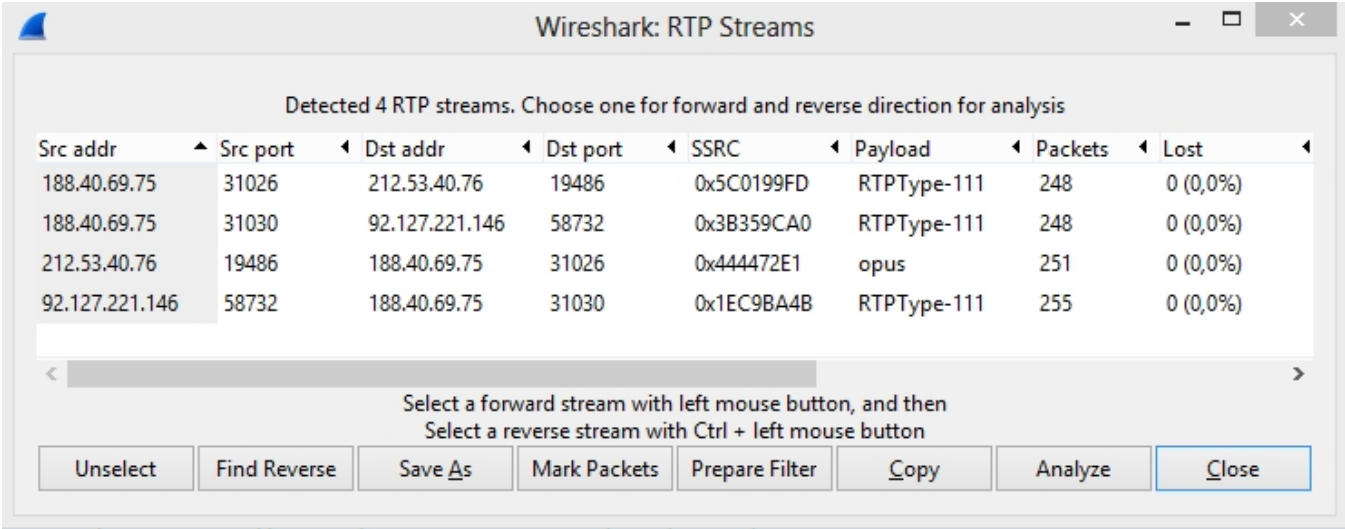 Wireshark: RTP Streams
Detected 4 RTP streams. Choose one for forward and reverse direction for analysis
Src addr Src port Dst addr Dst port SSRC Payload Packets Lost
188.40.69.75 31026 212.53.40.76 19486 0x5C0199FD RTPType-111 248 0 (0,0%)
188.40.69.75 31030 92.127.221.146 58732 0x3B359CA0 RTPType-111 248 0 (0,0%)
212.53.40.76 19486 188.40.69.75 31026 0x444472E1 opus 251 0 (0,0%)
92.127.221.146 58732 188.40.69.75 31030 0x1EC9BA4B RTPType-111 255 0 (0,0%)
Select a forward stream with left mouse button, and then
Select a reverse stream with Ctrl + left mouse button
Unselect Find Reverse Save As Mark Packets Prepare Filter Copy Analyze Close